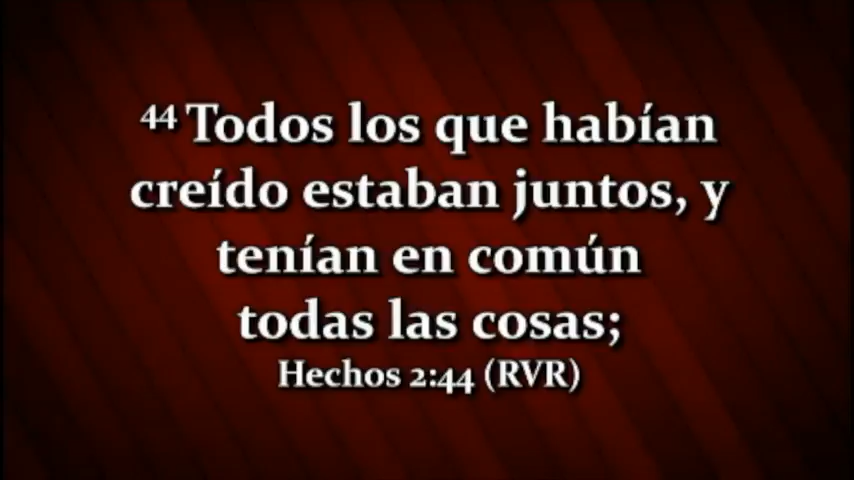 44 Todos los que habían
creído estaban juntos, y
tenían en común
todas las cosas;
Hechos 2:44 (RVR)